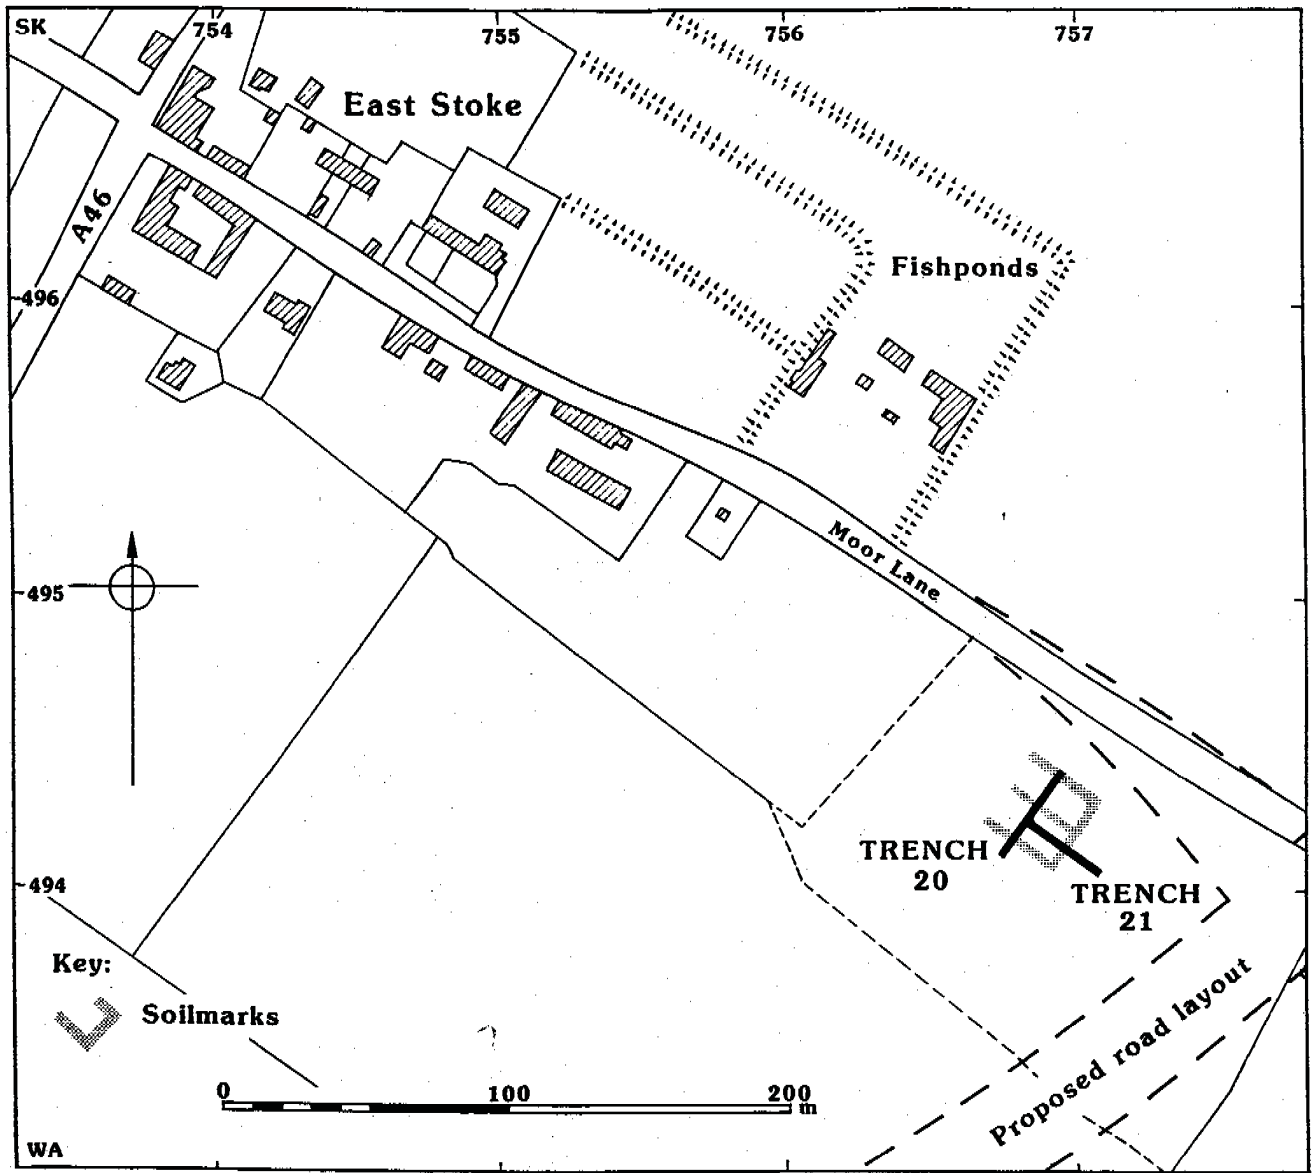 SK
754
755
756
757
East Stoke
A46
Fishponds
496
Moor Lane
495
TRENCH
20
494
TRENCH
21
Key:
Soilmarks
Proposed road layout
0
100
200
m
WA